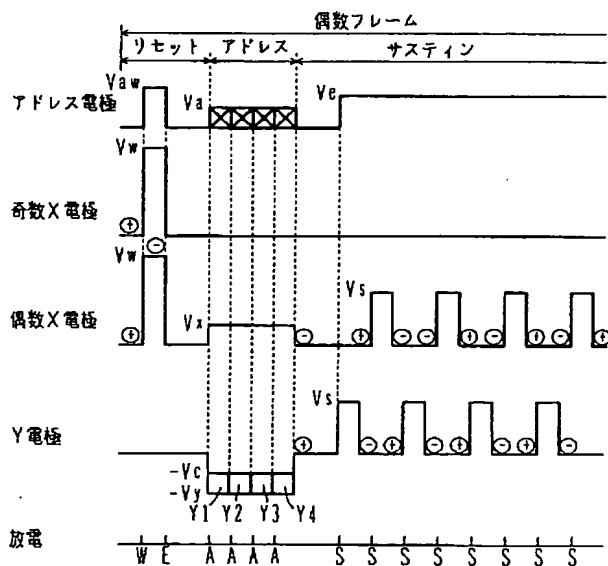 偶数フレーム
リセット アドレス サスティン
Vaw Va Ve
アドレス電極
Vw
奇数X電極
⊕ ⊖
Vw
偶数X電極
Vx Vs
⊕ ⊖ ⊕ ⊖ ⊖ ⊕ ⊖ ⊕ ⊖ ⊕
Vs
Y電極
⊕ ⊖ ⊕ ⊖ ⊕ ⊖ ⊕ ⊖
-Vc
-Vy
Y1 Y2 Y3 Y4
放電
W E A A A A S S S S S S S S